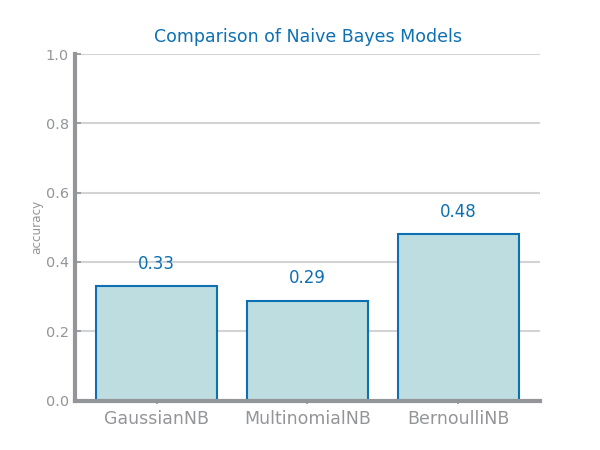 Comparison of Naive Bayes Models
1.0
0.8
0.6
0.4
0.2
0.0
accuracy
0.33
0.29
0.48
GaussianNB
MultinomialNB
BernoulliNB